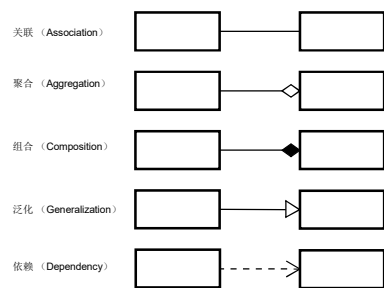 关联 （Association）
聚合 （Aggregation）
组合 （Composition）
泛化 （Generalization）
依赖 （Dependency）